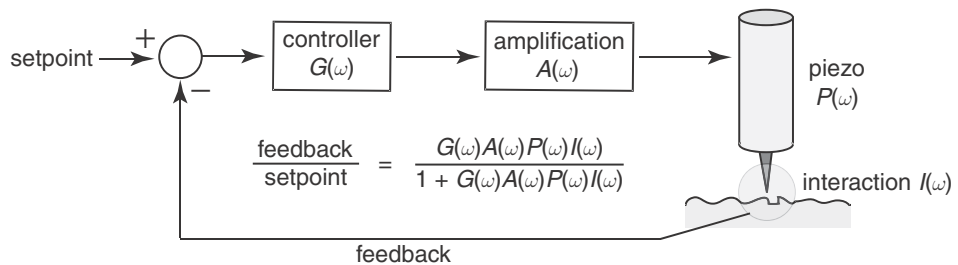 setpoint
+
−
controller
G(ω)
amplification
A(ω)
piezo
P(ω)
feedback
setpoint
=
G(ω)A(ω)P(ω)I(ω)
1 + G(ω)A(ω)P(ω)I(ω)
interaction I(ω)
feedback